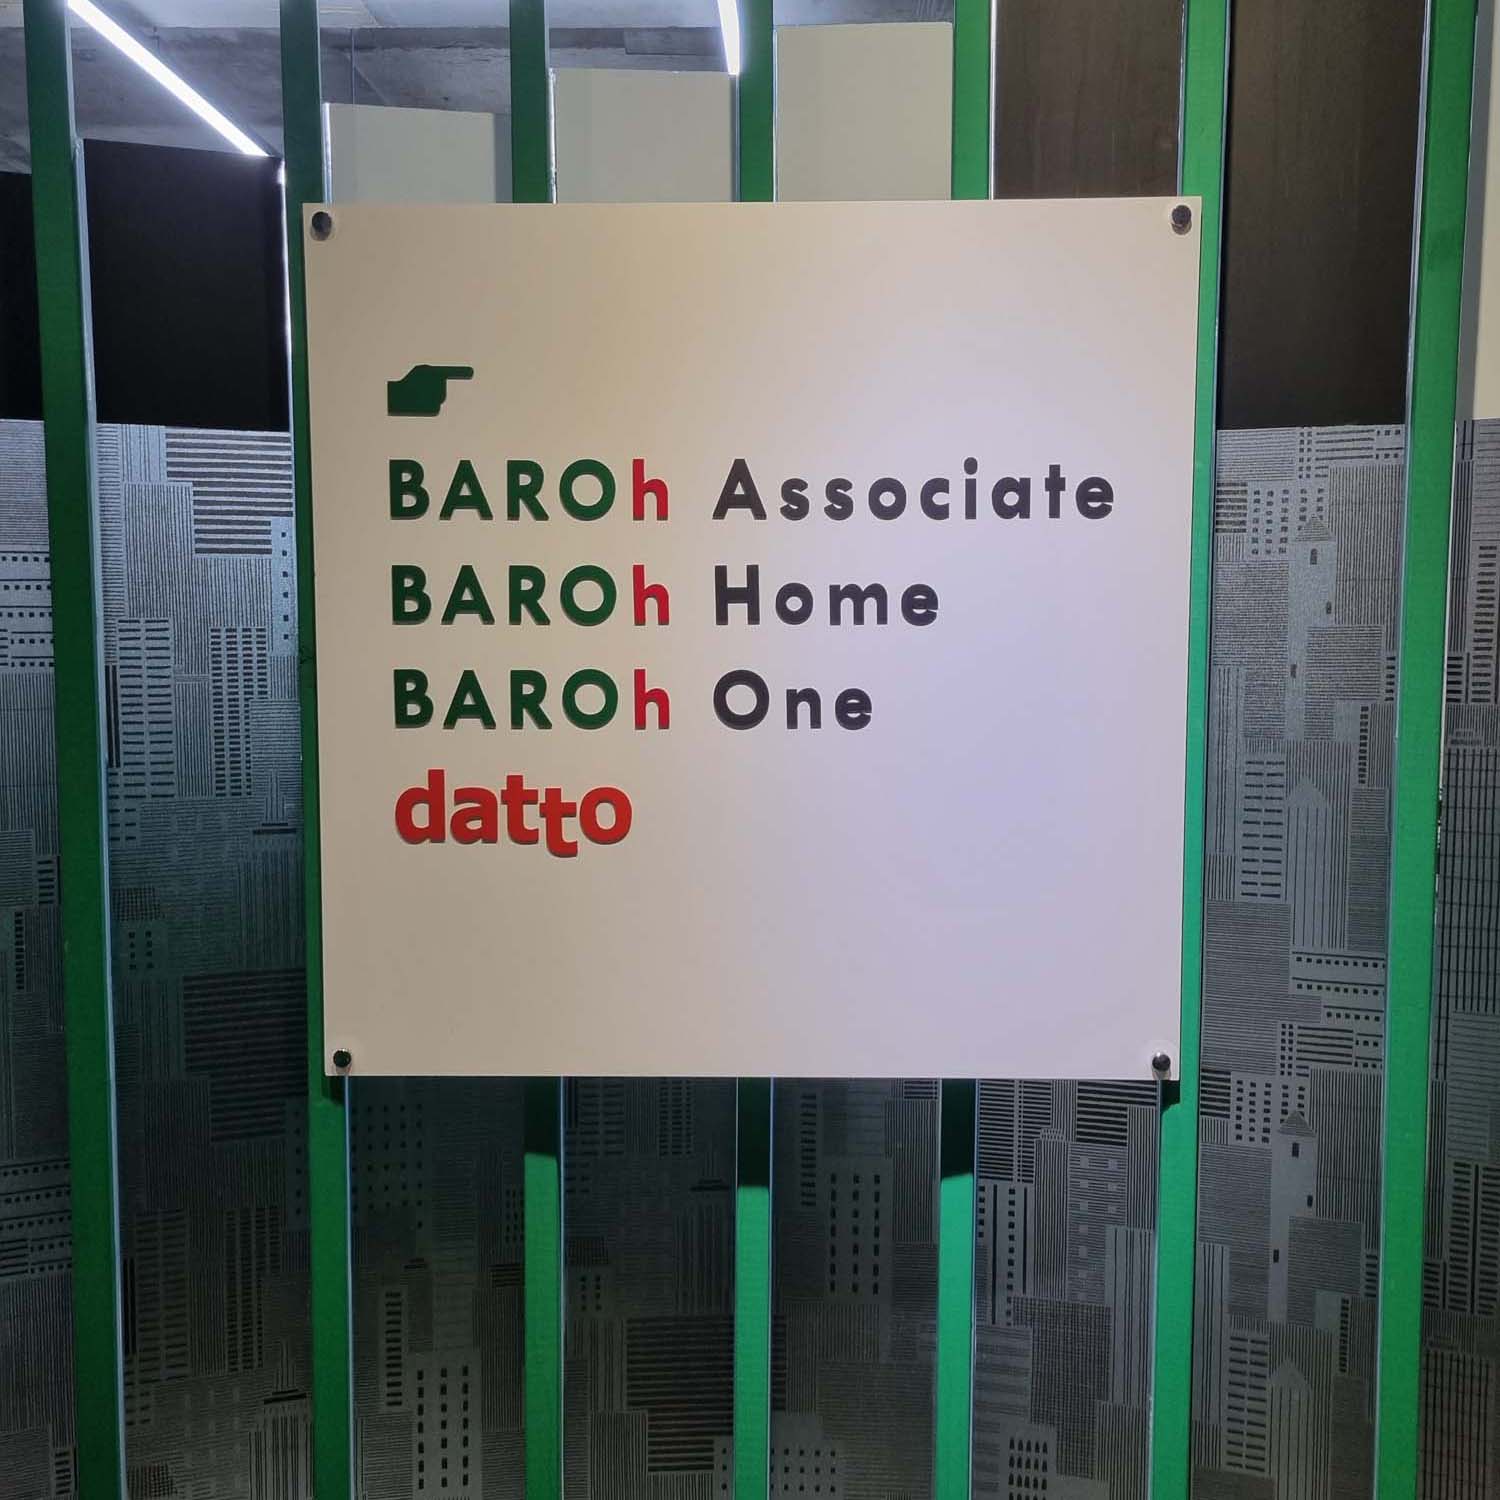 BAROh Associate
BAROh Home
BAROh One
datto